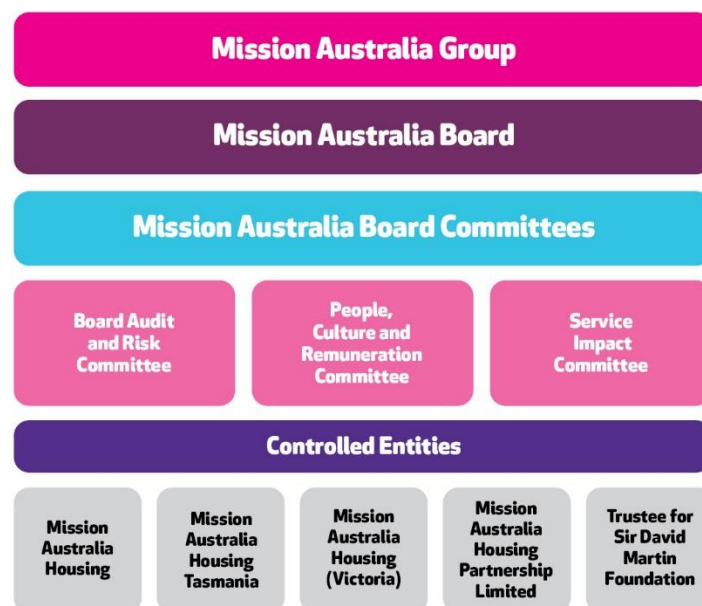 Mission Australia Group
Mission Australia Board
Mission Australia Board Committees
Board Audit
and Risk
Committee
People,
Culture and
Remuneration
Committee
Service
Impact
Committee
Controlled Entities
Mission
Australia
Housing
Mission
Australia
Housing
Tasmania
Mission
Australia
Housing
(Victoria)
Mission
Australia
Housing
Partnership
Limited
Trustee for
Sir David
Martin
Foundation